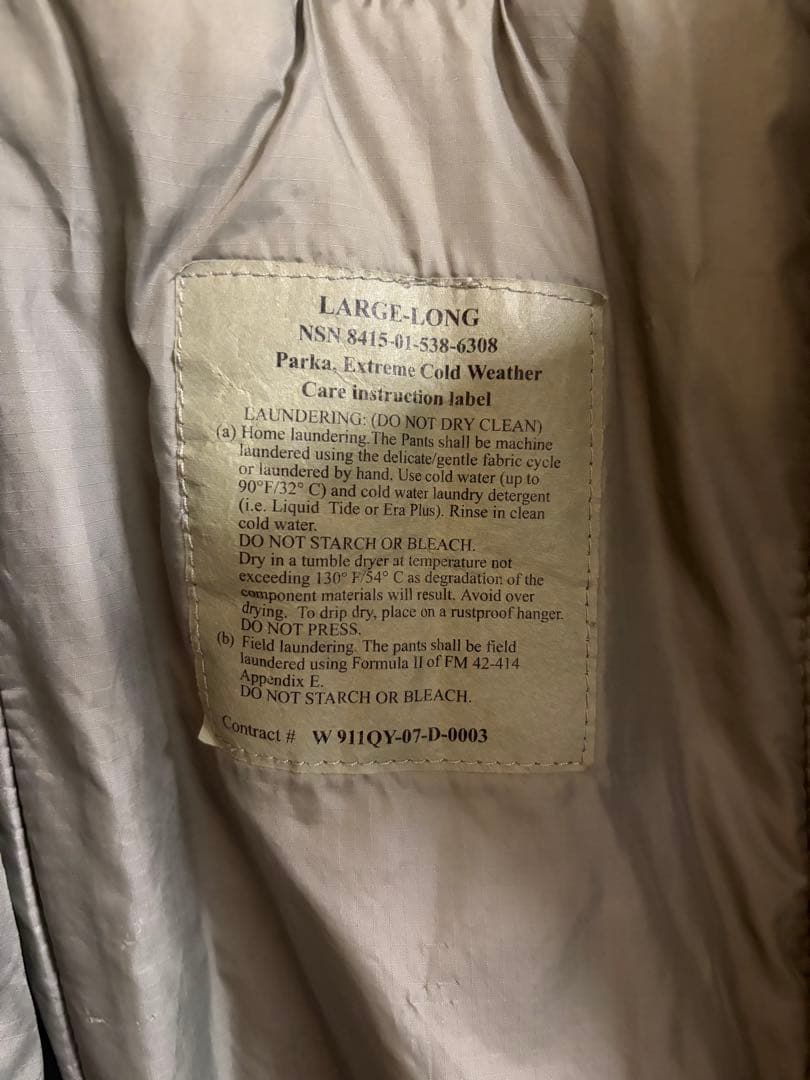 LARGE-LONG
NSN 8415-01-538-6308
Parka, Extreme Cold Weather
Care instruction label
LAUNDERING: (DO NOT DRY CLEAN)
(a) Home laundering.The Pants shall be machine
laundered using the delicate/gentle fabric cycle
or laundered by hand. Use cold water (up to
90°F/32° C) and cold water laundry detergent
(i.e. Liquid Tide or Era Plus). Rinse in clean
cold water.
DO NOT STARCH OR BLEACH.
Dry in a tumble dryer at temperature not
exceeding 130° F/54° C as degradation of the
component materials will result. Avoid over
drying. To drip dry, place on a rustproof hanger.
DO NOT PRESS.
(b) Field laundering. The pants shall be field
laundered using Formula II of FM 42-414
Appendix E.
DO NOT STARCH OR BLEACH.
Contract # W 911QY-07-D-0003